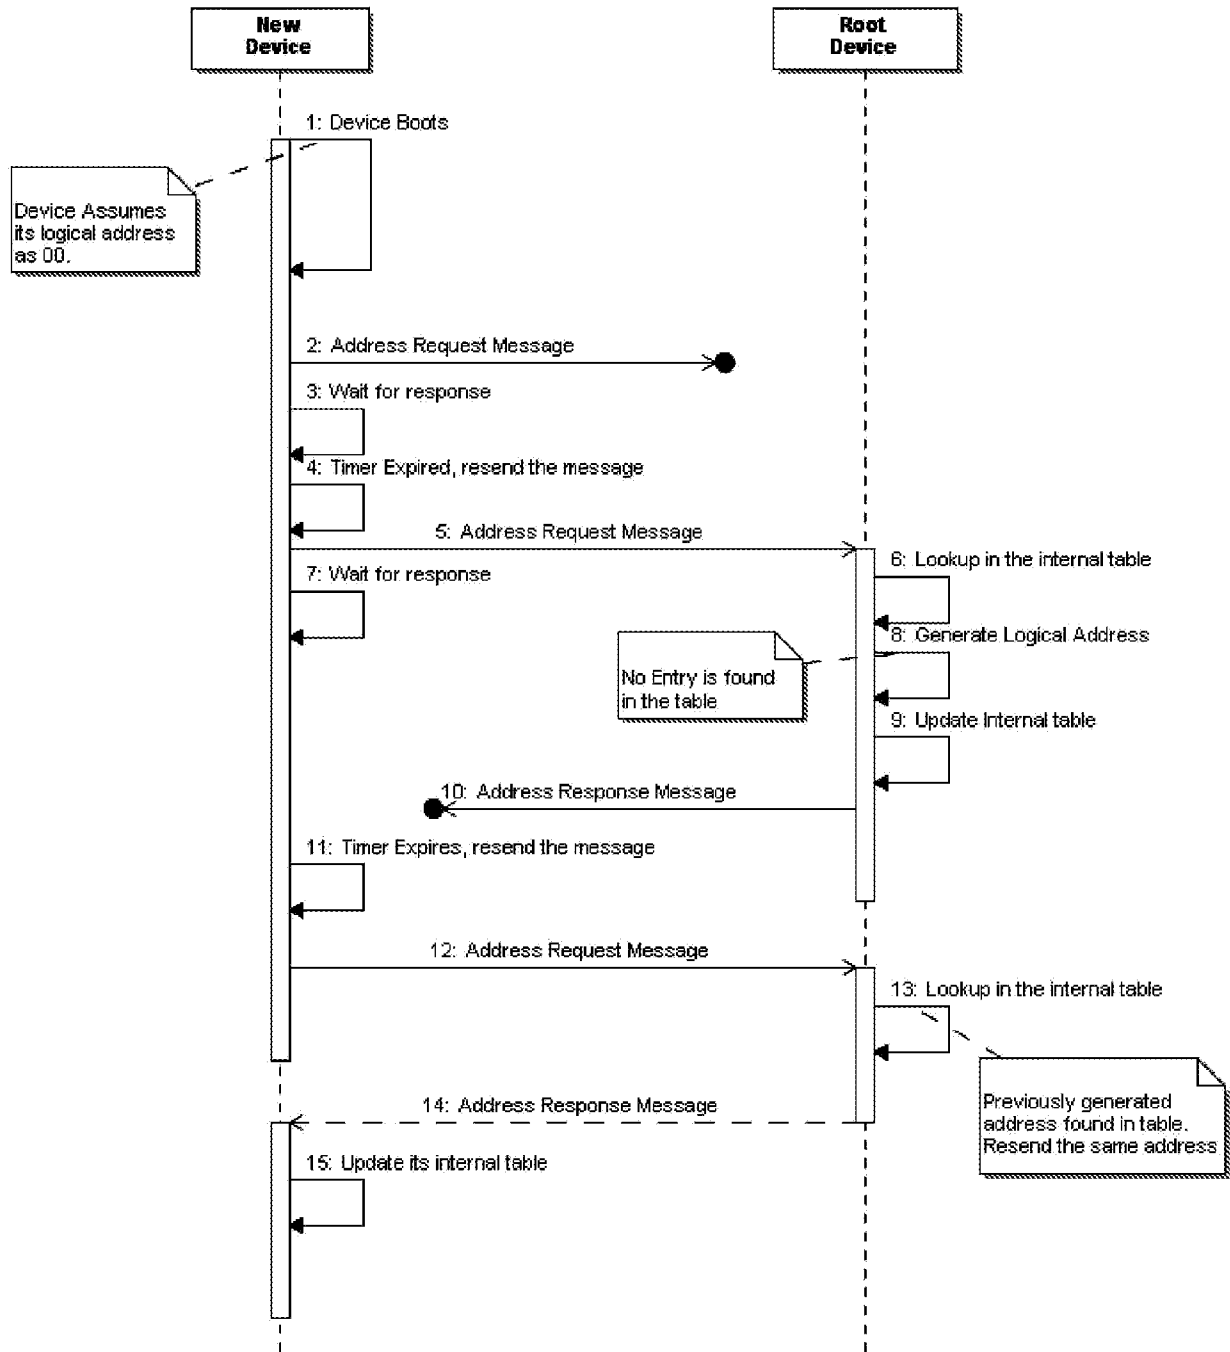 New
Device
Root
Device
1: Device Boots
Device Assumes
its logical address
as 00.
2: Address Request Message
3: Wait for response
4: Timer Expired, resend the message
5: Address Request Message
6: Lookup in the internal table
7: Wait for response
8: Generate Logical Address
No Entry is found
in the table
9: Update Internal table
10: Address Response Message
11: Timer Expires, resend the message
12: Address Request Message
13: Lookup in the internal table
Previously generated
address found in table.
Resend the same address
14: Address Response Message
15: Update its internal table